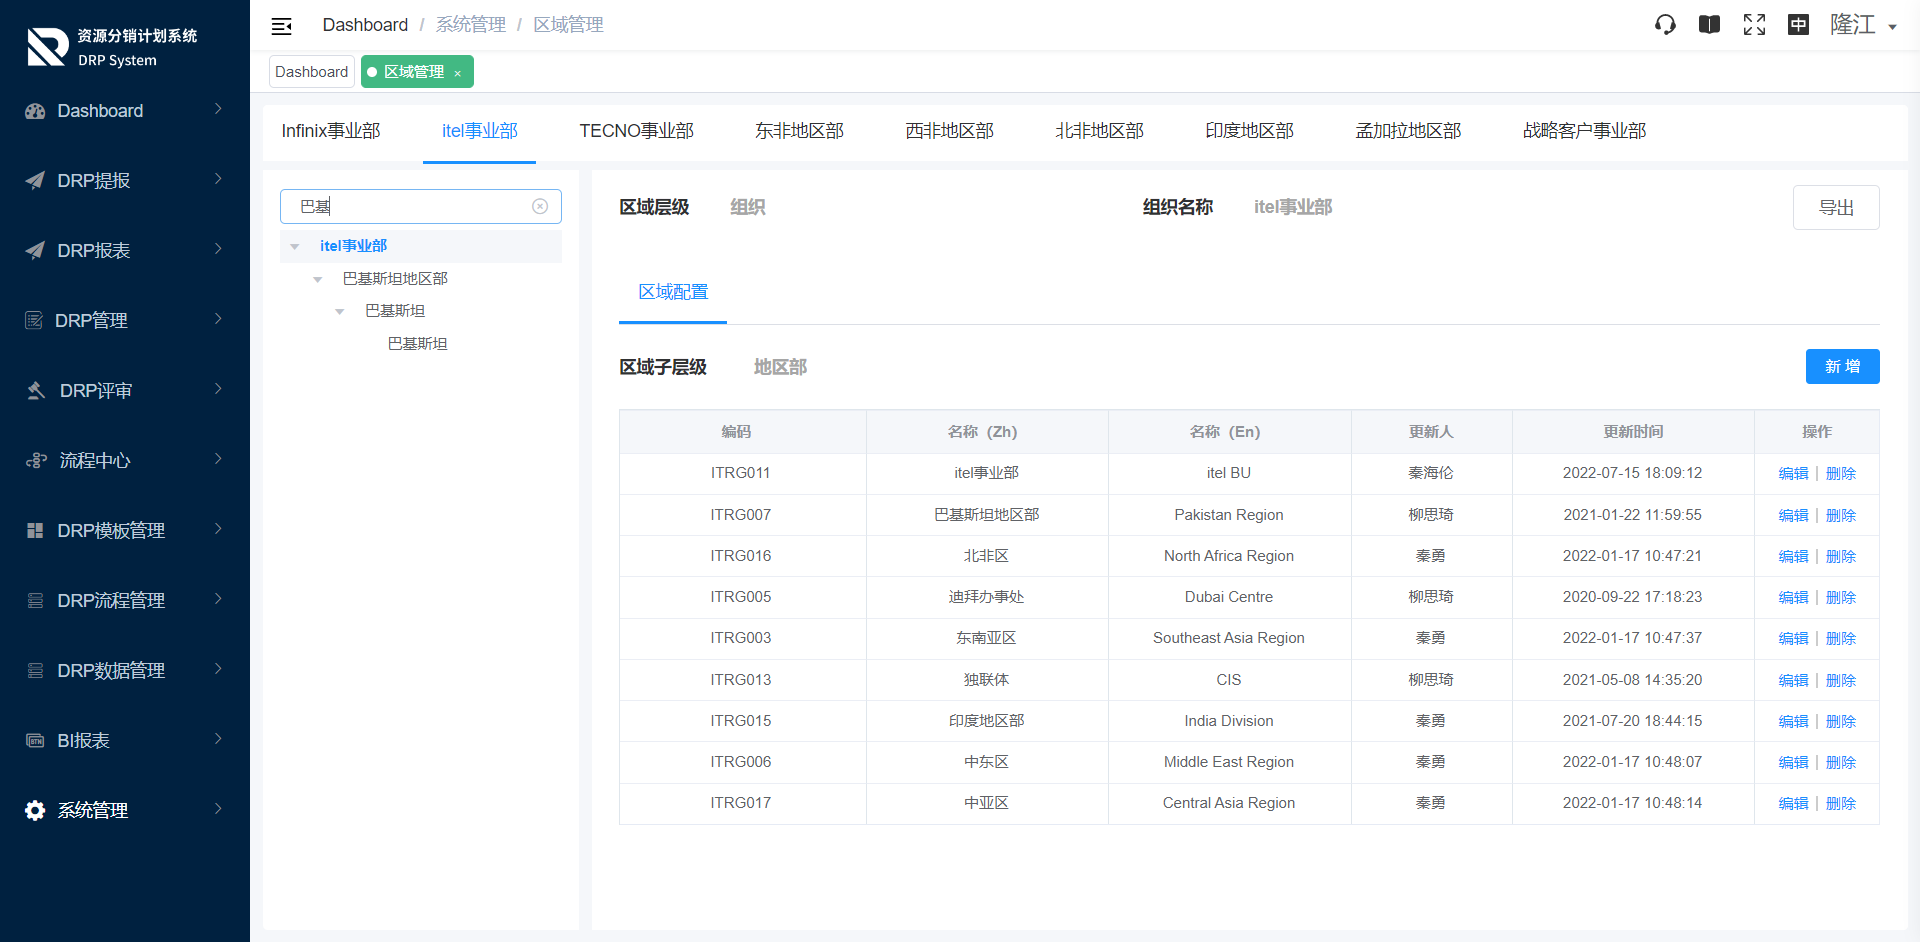 资源分销计划系统
DRP System
Dashboard
DRP提报
DRP报表
DRP管理
DRP评审
流程中心
DRP模板管理
DRP流程管理
DRP数据管理
BI报表
系统管理
Dashboard / 系统管理 / 区域管理
中 隆江
Dashboard 区域管理 ×
Infinix事业部 itel事业部 TECNO事业部 东非地区部 西非地区部 北非地区部 印度地区部 孟加拉地区部 战略客户事业部
巴基
itel事业部
巴基斯坦地区部
巴基斯坦
巴基斯坦
区域层级 组织 组织名称 itel事业部 导出
区域配置
区域子层级 地区部 新 增
编码 名称（Zh） 名称（En） 更新人 更新时间 操作
ITRG011 itel事业部 itel BU 秦海伦 2022-07-15 18:09:12 编辑 | 删除
ITRG007 巴基斯坦地区部 Pakistan Region 柳思琦 2021-01-22 11:59:55 编辑 | 删除
ITRG016 北非区 North Africa Region 秦勇 2022-01-17 10:47:21 编辑 | 删除
ITRG005 迪拜办事处 Dubai Centre 柳思琦 2020-09-22 17:18:23 编辑 | 删除
ITRG003 东南亚区 Southeast Asia Region 秦勇 2022-01-17 10:47:37 编辑 | 删除
ITRG013 独联体 CIS 柳思琦 2021-05-08 14:35:20 编辑 | 删除
ITRG015 印度地区部 India Division 秦勇 2021-07-20 18:44:15 编辑 | 删除
ITRG006 中东区 Middle East Region 秦勇 2022-01-17 10:48:07 编辑 | 删除
ITRG017 中亚区 Central Asia Region 秦勇 2022-01-17 10:48:14 编辑 | 删除